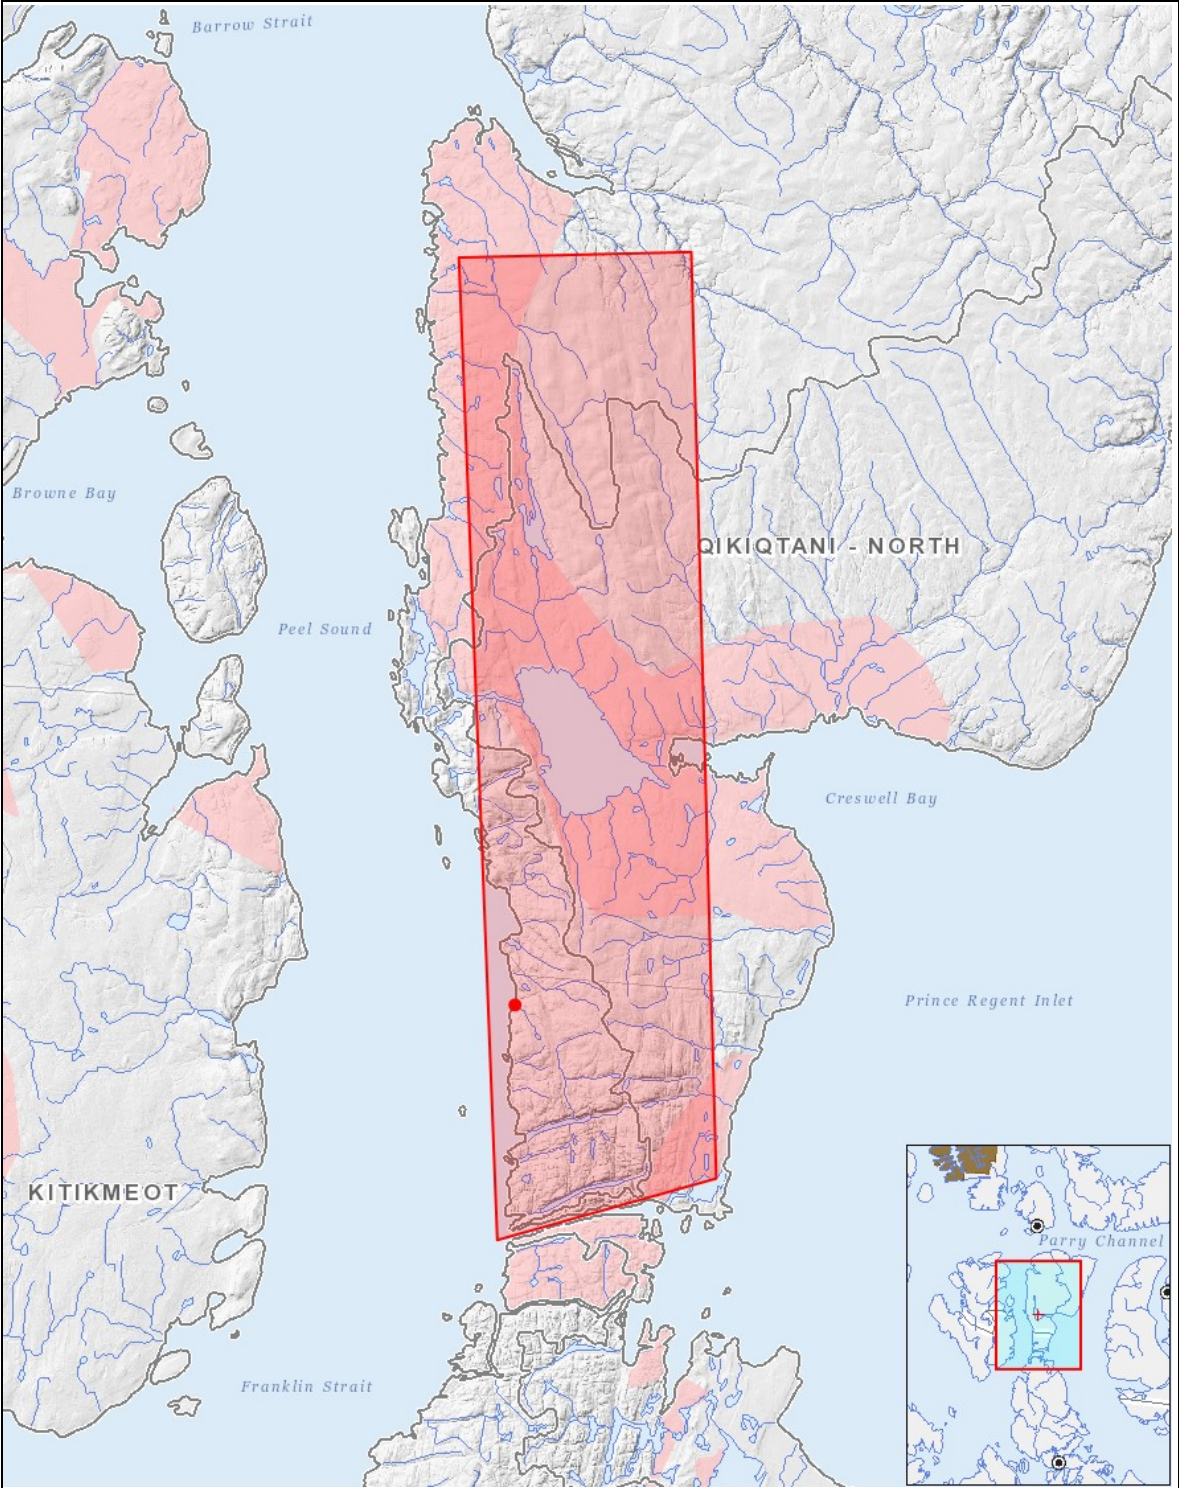 Barrow Strait
Browne Bay
QIKIQTANI - NORTH
Peel Sound
Creswell Bay
Prince Regent Inlet
KITIKMEOT
Parry Channel
Franklin Strait